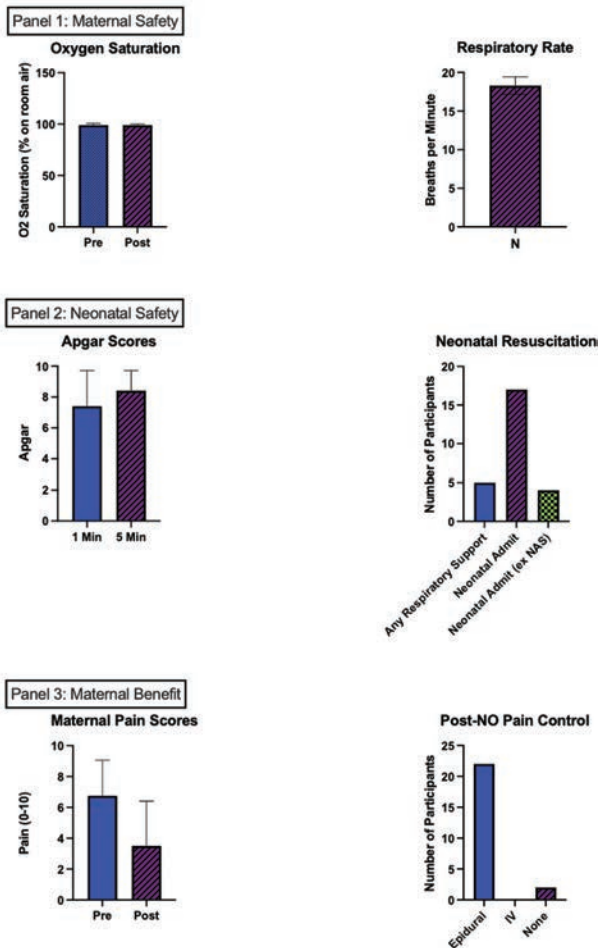 Panel 1: Maternal Safety
Oxygen Saturation
O2 Saturation (% on room air)
150
100
50
0
Pre Post
Respiratory Rate
Breaths per Minute
20
15
10
5
0
N
Panel 2: Neonatal Safety
Apgar Scores
Apgar
10
8
6
4
2
0
1 Min 5 Min
Neonatal Resuscitation
Number of Participants
20
15
10
5
0
Any Respiratory Support
Neonatal Admit
Neonatal Admit (ex NAS)
Panel 3: Maternal Benefit
Maternal Pain Scores
Pain (0-10)
10
8
6
4
2
0
Pre Post
Post-NO Pain Control
Number of Participants
25
20
15
10
5
0
Epidural
IV
None